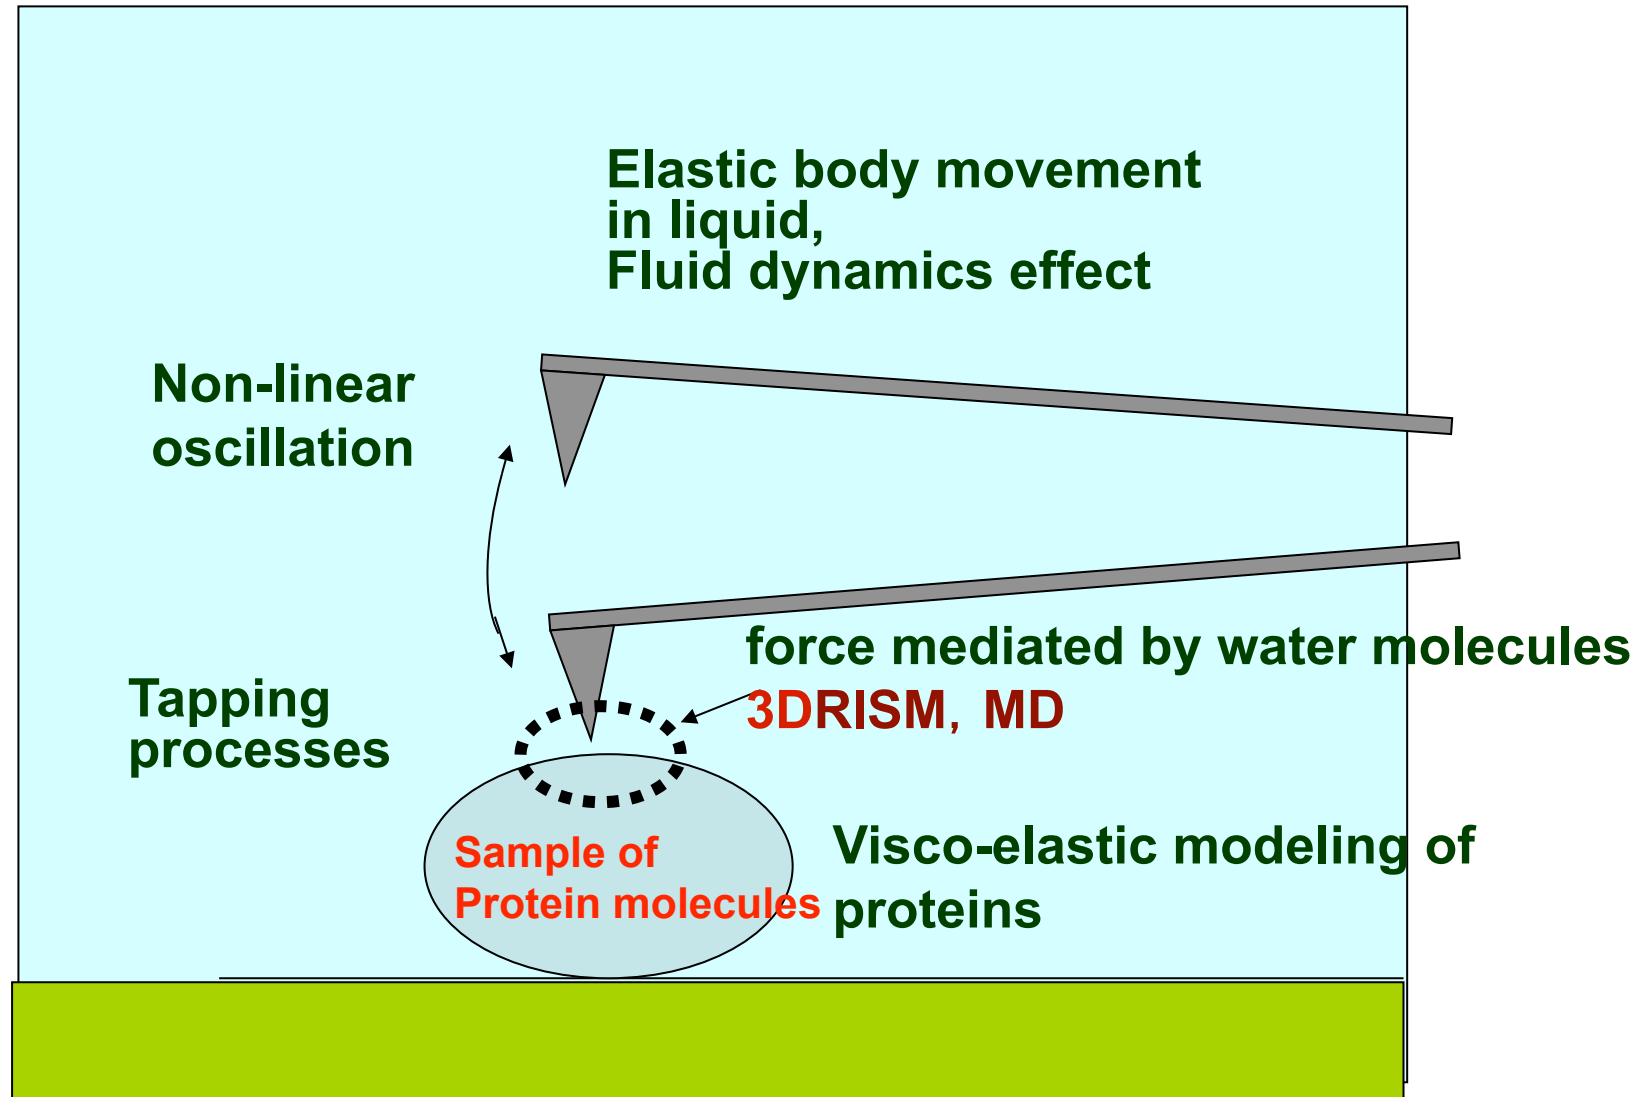 Elastic body movement
in liquid,
Fluid dynamics effect
Non-linear
oscillation
force mediated by water molecules
3DRISM, MD
Tapping
processes
Sample of
Protein molecules
Visco-elastic modeling of
proteins